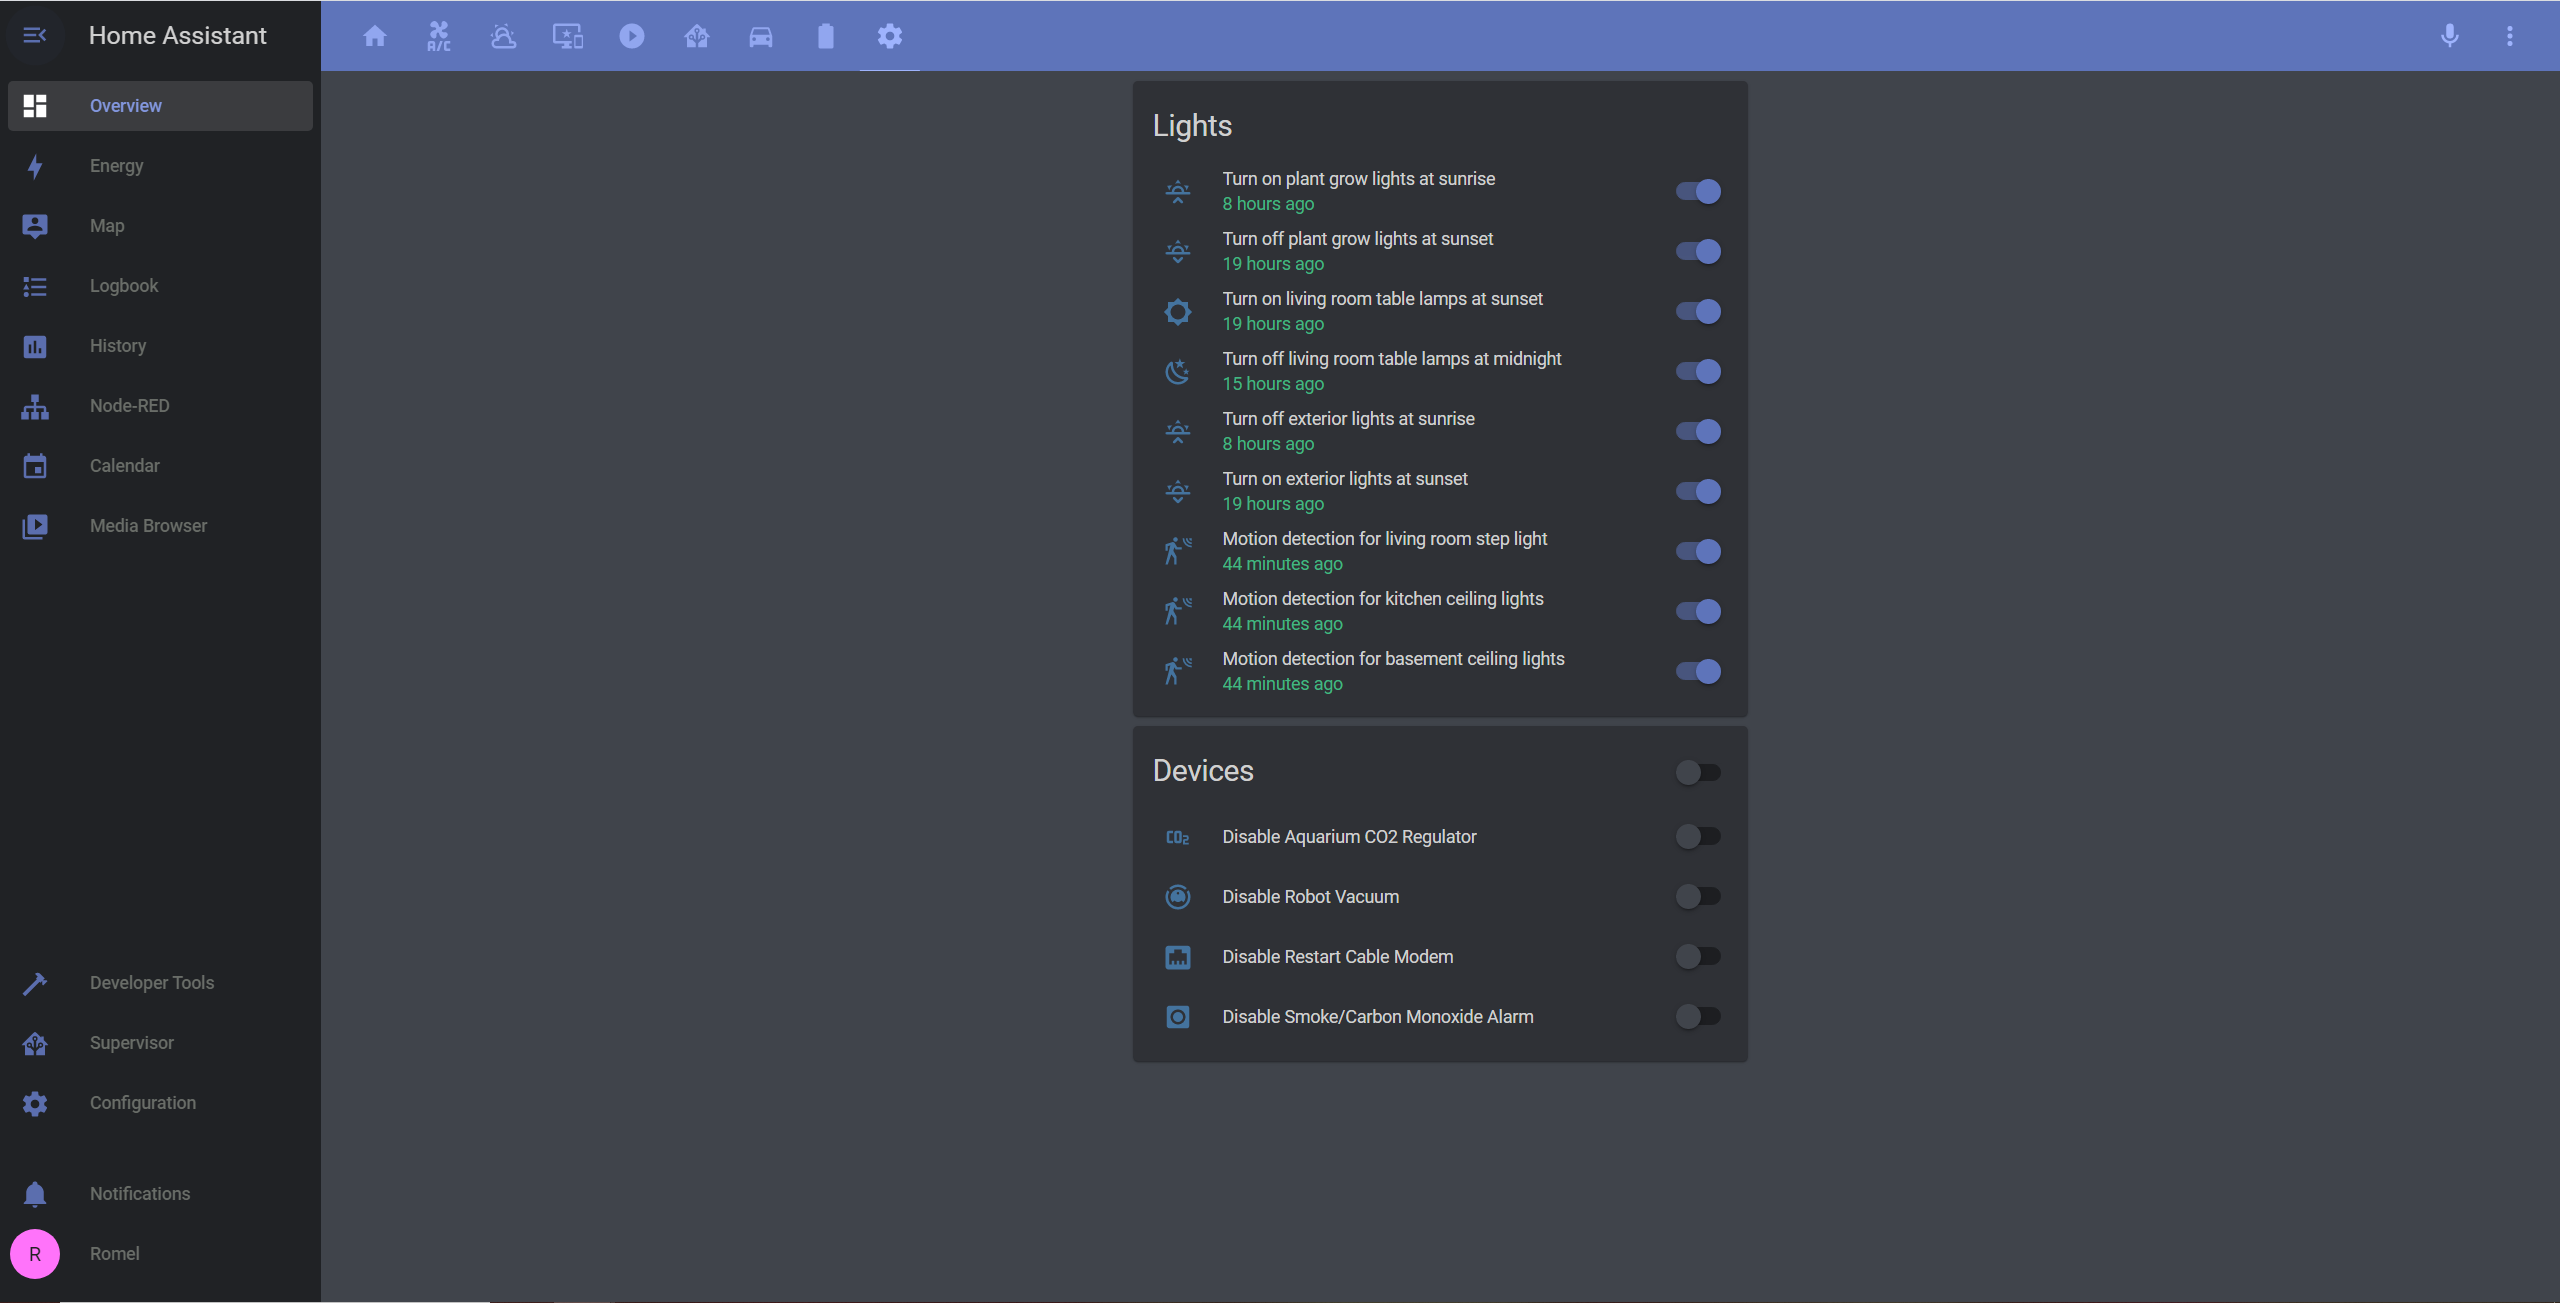 Home Assistant
A/C
Overview
Energy
Map
Logbook
History
Node-RED
Calendar
Media Browser
Developer Tools
Supervisor
Configuration
Notifications
R
Romel
Lights
Turn on plant grow lights at sunrise
8 hours ago
Turn off plant grow lights at sunset
19 hours ago
Turn on living room table lamps at sunset
19 hours ago
Turn off living room table lamps at midnight
15 hours ago
Turn off exterior lights at sunrise
8 hours ago
Turn on exterior lights at sunset
19 hours ago
Motion detection for living room step light
44 minutes ago
Motion detection for kitchen ceiling lights
44 minutes ago
Motion detection for basement ceiling lights
44 minutes ago
Devices
CO2 Disable Aquarium CO2 Regulator
Disable Robot Vacuum
Disable Restart Cable Modem
Disable Smoke/Carbon Monoxide Alarm